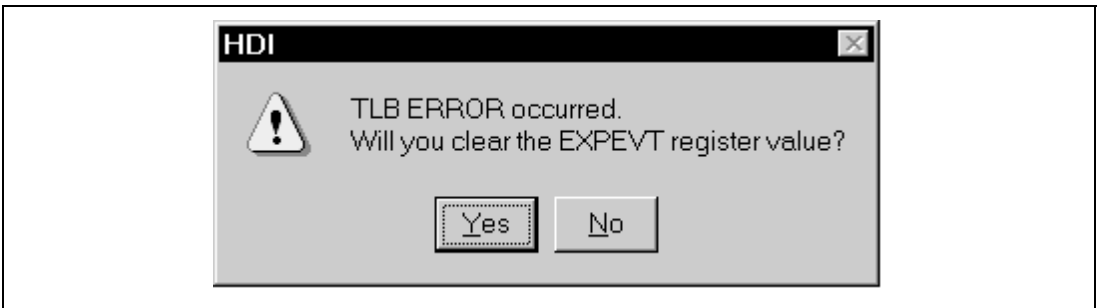 HDI
TLB ERROR occurred.
Will you clear the EXPEVT register value?
Yes No